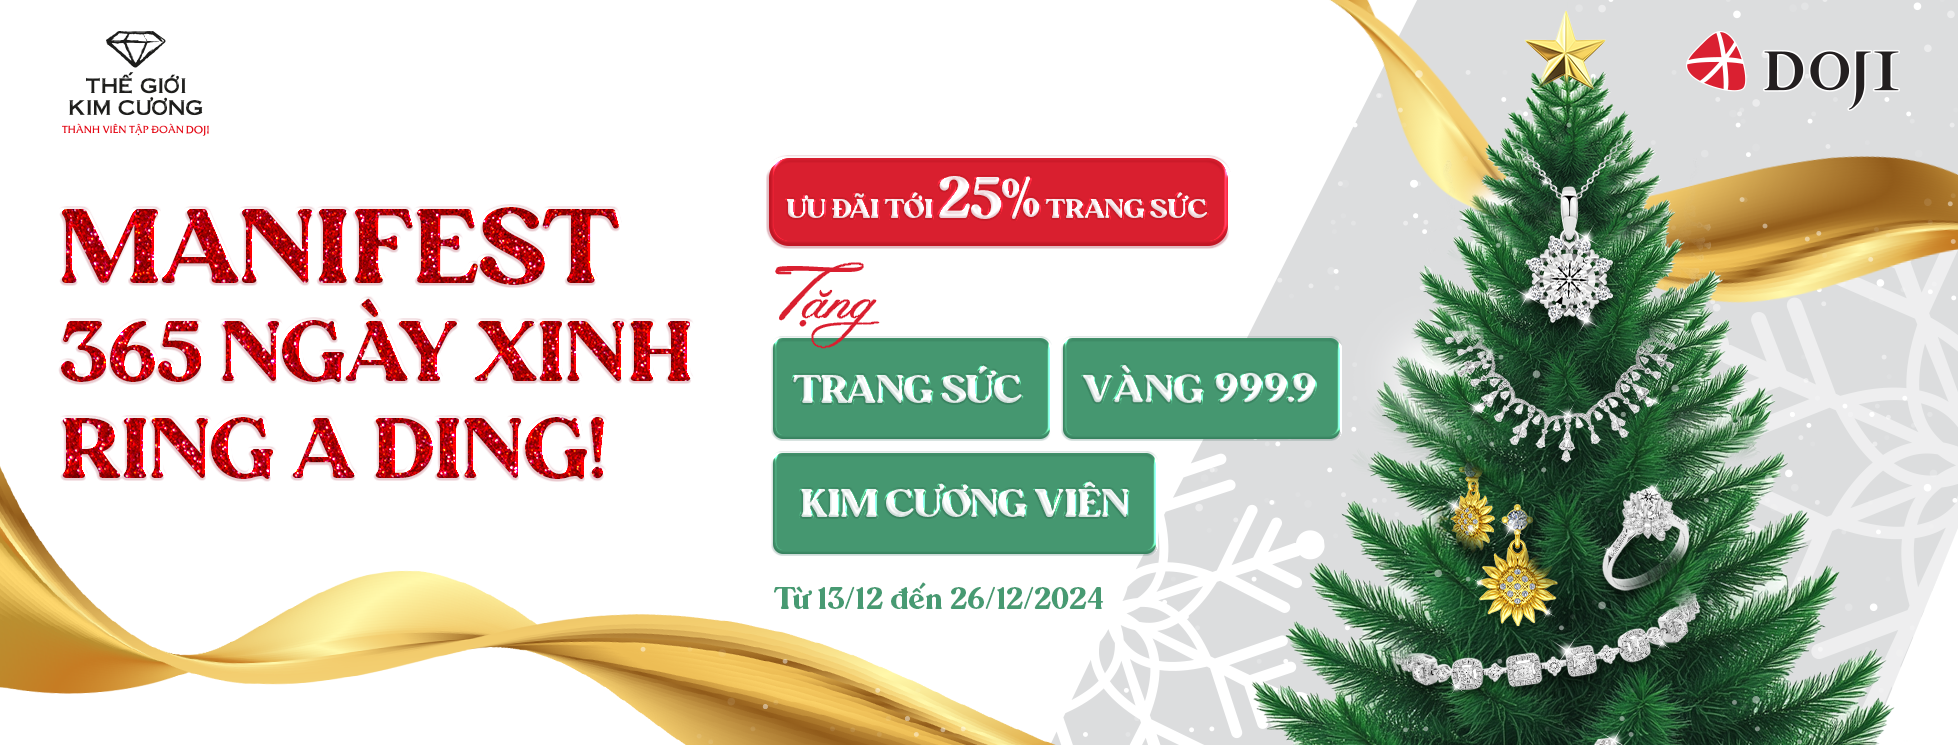 THẾ GIỚI
KIM CƯƠNG
THÀNH VIÊN TẬP ĐOÀN DOJI
DOJI
MANIFEST
365 NGÀY XINH
RING A DING!
ƯU ĐÃI TỚI 25% TRANG SỨC
Tặng
TRANG SỨC
VÀNG 999.9
KIM CƯƠNG VIÊN
Từ 13/12 đến 26/12/2024